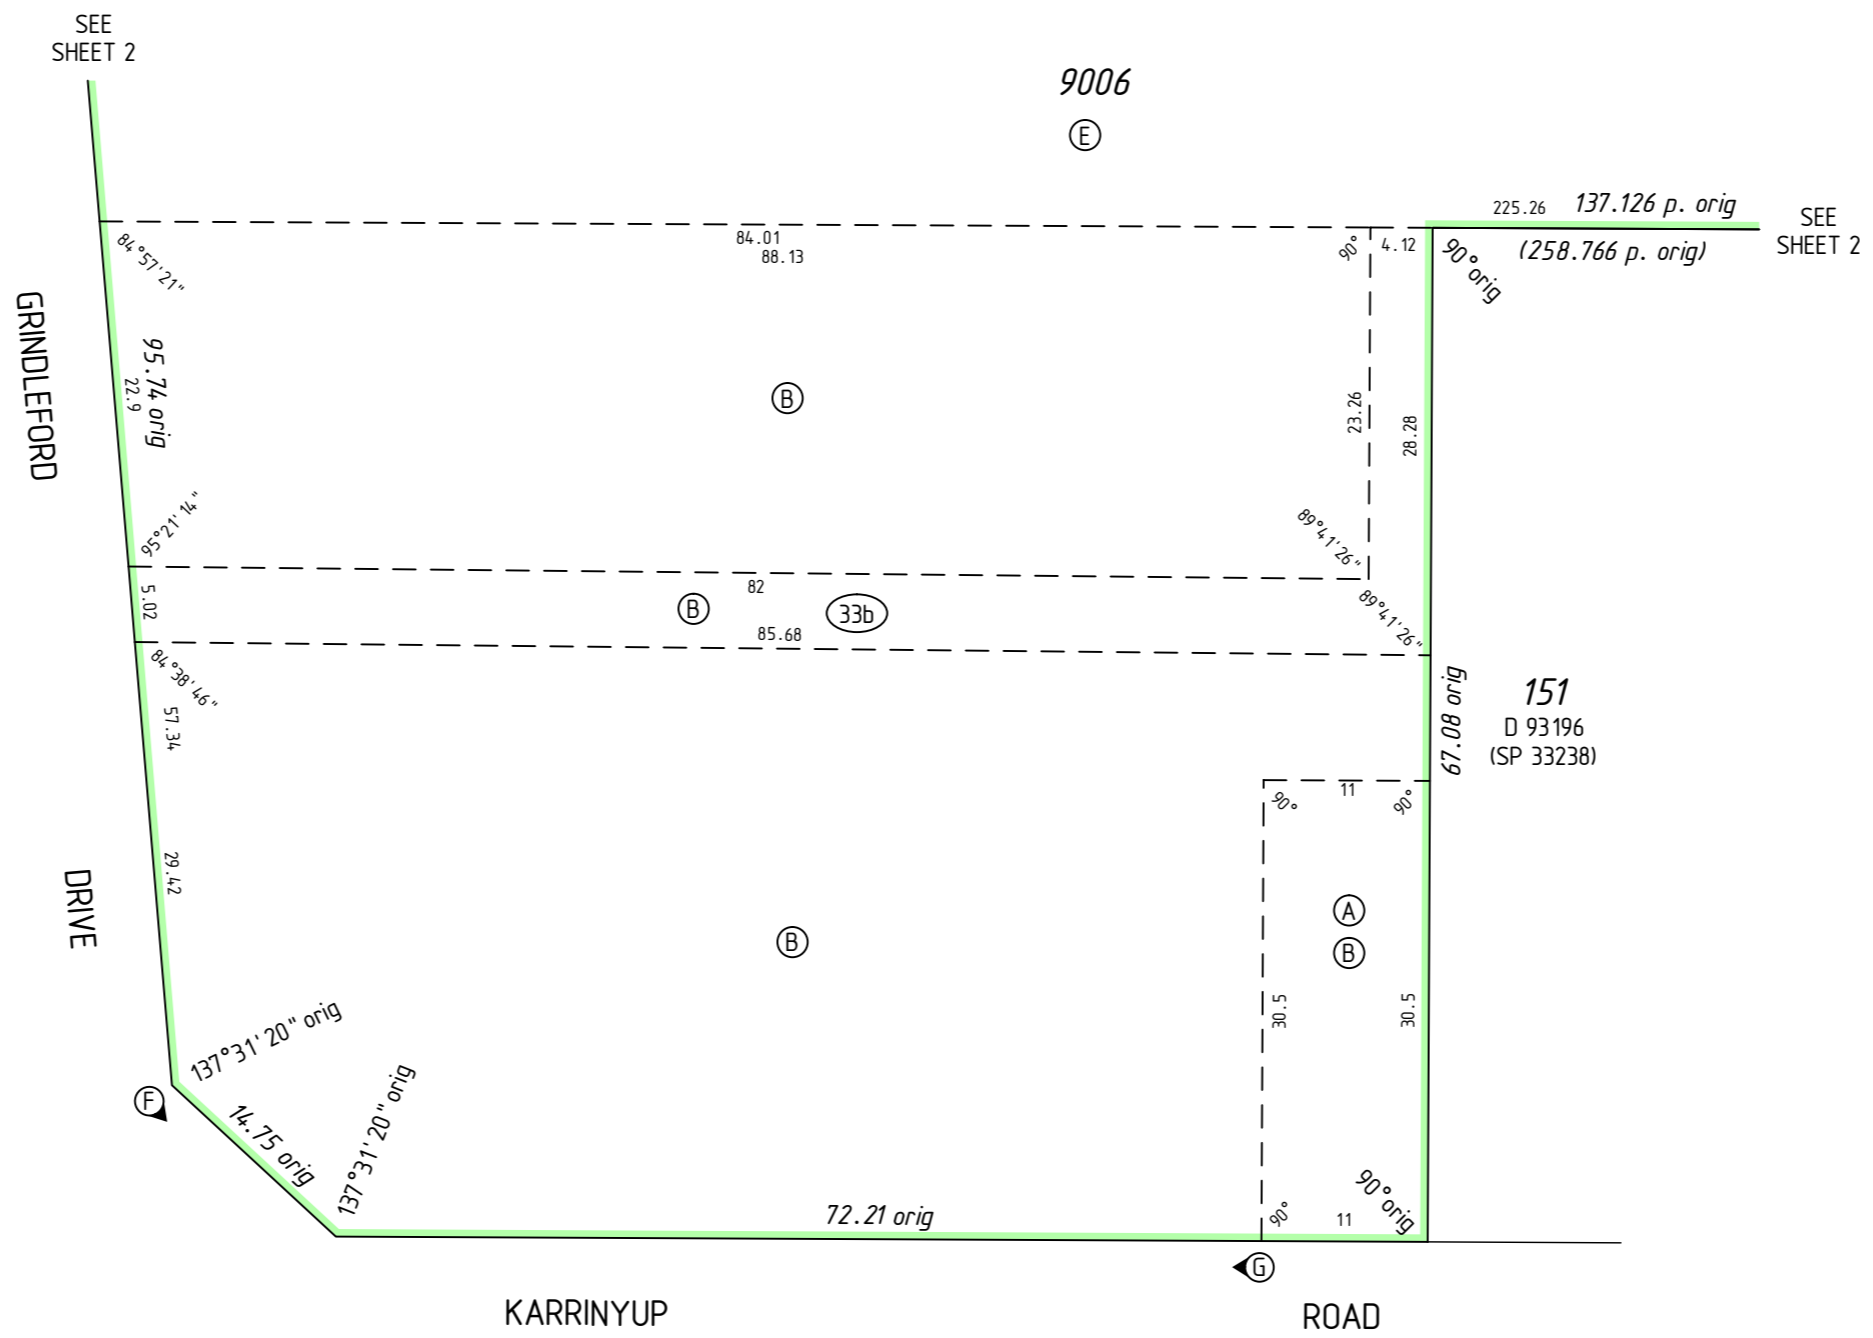 SEE
SHEET 2
9006
E
225.26 137.126 p. orig
SEE
SHEET 2
(258.766 p. orig)
84.01
88.13
90°
4.12
90° orig
84°57'21"
GRINDLEFORD
95.74 orig
22.9
B
23.26
28.28
95°21'14"
89°41'26"
82
5.02
B
33b
89°41'26"
85.68
84°38'46"
57.34
67.08 orig
151
D 93196
(SP 33238)
11
90°
90°
29.42
DRIVE
A
B
B
30.5
30.5
137°31'20" orig
137°31'20" orig
F
14.75 orig
72.21 orig
90°
11
90° orig
G
KARRINYUP ROAD